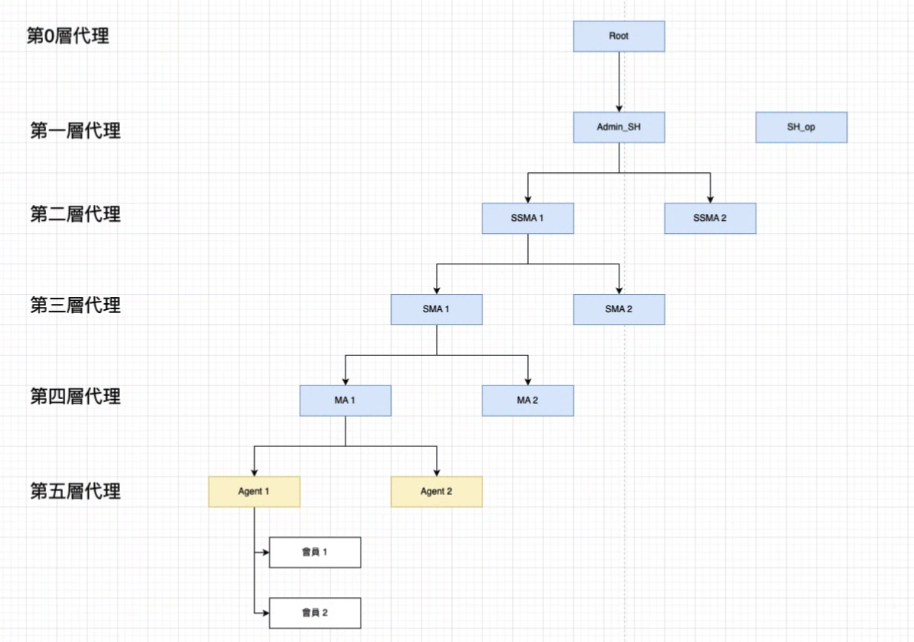 第0層代理
Root
第一層代理
Admin_SH
SH_op
第二層代理
SSMA 1
SSMA 2
第三層代理
SMA 1
SMA 2
第四層代理
MA 1
MA 2
第五層代理
Agent 1
Agent 2
會員 1
會員 2